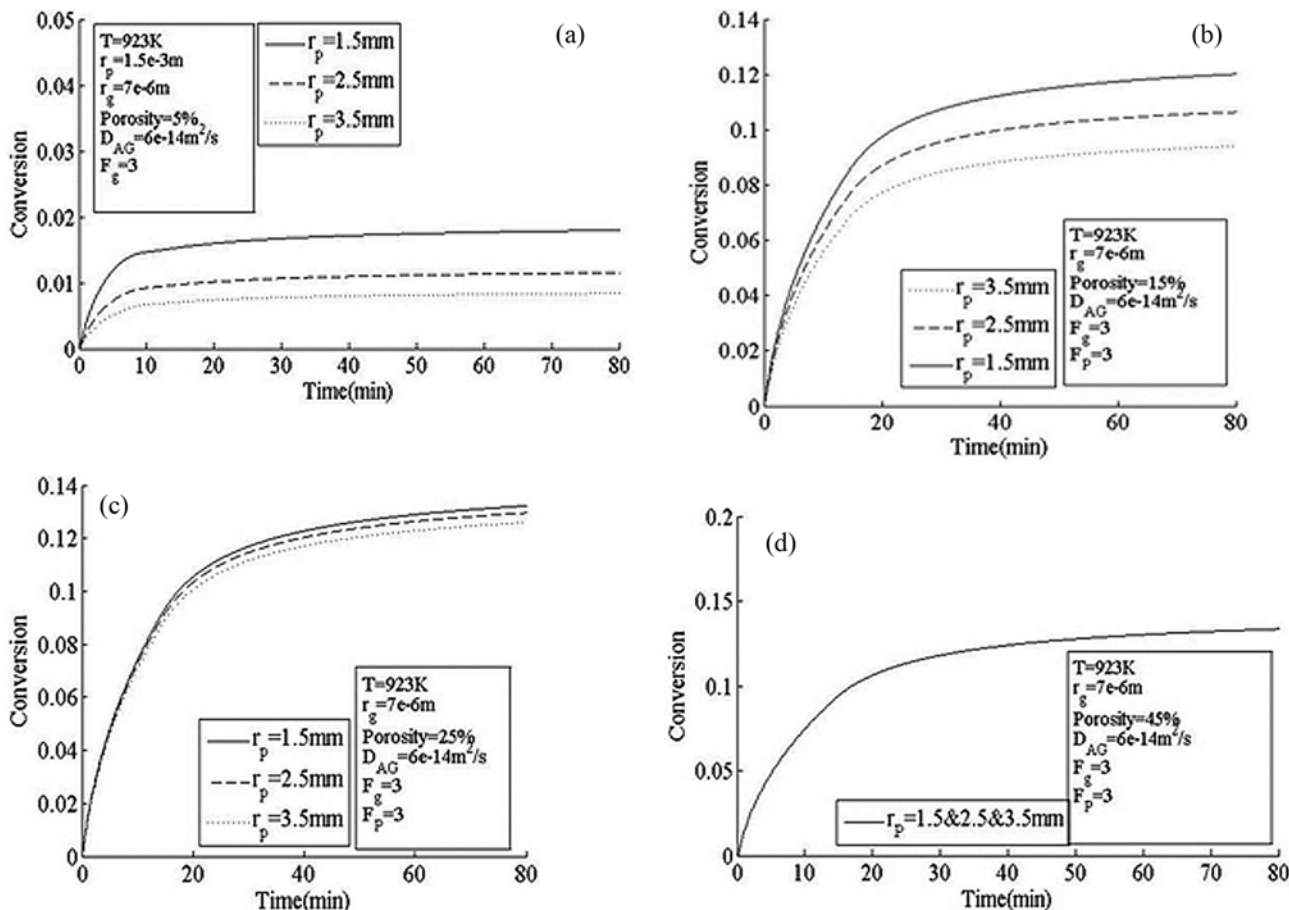 (a)
0.05
0.04
0.03
0.02
0.01
0
Conversion
T=923K
r_p=1.5e-3m
r_g=7e-6m
Porosity=5%
D_AG=6e-14m²/s
F_g=3
r_p=1.5mm
r_p=2.5mm
r_p=3.5mm
0 10 20 30 40 50 60 70 80
Time(min)
(b)
0.14
0.12
0.1
0.08
0.06
0.04
0.02
0
Conversion
r_p=3.5mm
r_p=2.5mm
r_p=1.5mm
T=923K
r_g=7e-6m
Porosity=15%
D_AG=6e-14m²/s
F_g=3
F_p=3
0 20 40 60 80
Time(min)
(c)
0.14
0.12
0.1
0.08
0.06
0.04
0.02
0
Conversion
r_p=1.5mm
r_p=2.5mm
r_p=3.5mm
T=923K
r_g=7e-6m
Porosity=25%
D_AG=6e-14m²/s
F_g=3
F_p=3
0 20 40 60 80
Time(min)
(d)
0.2
0.15
0.1
0.05
0
Conversion
T=923K
r_g=7e-6m
Porosity=45%
D_AG=6e-14m²/s
F_g=3
F_p=3
r_p=1.5&2.5&3.5mm
0 10 20 30 40 50 60 70 80
Time(min)